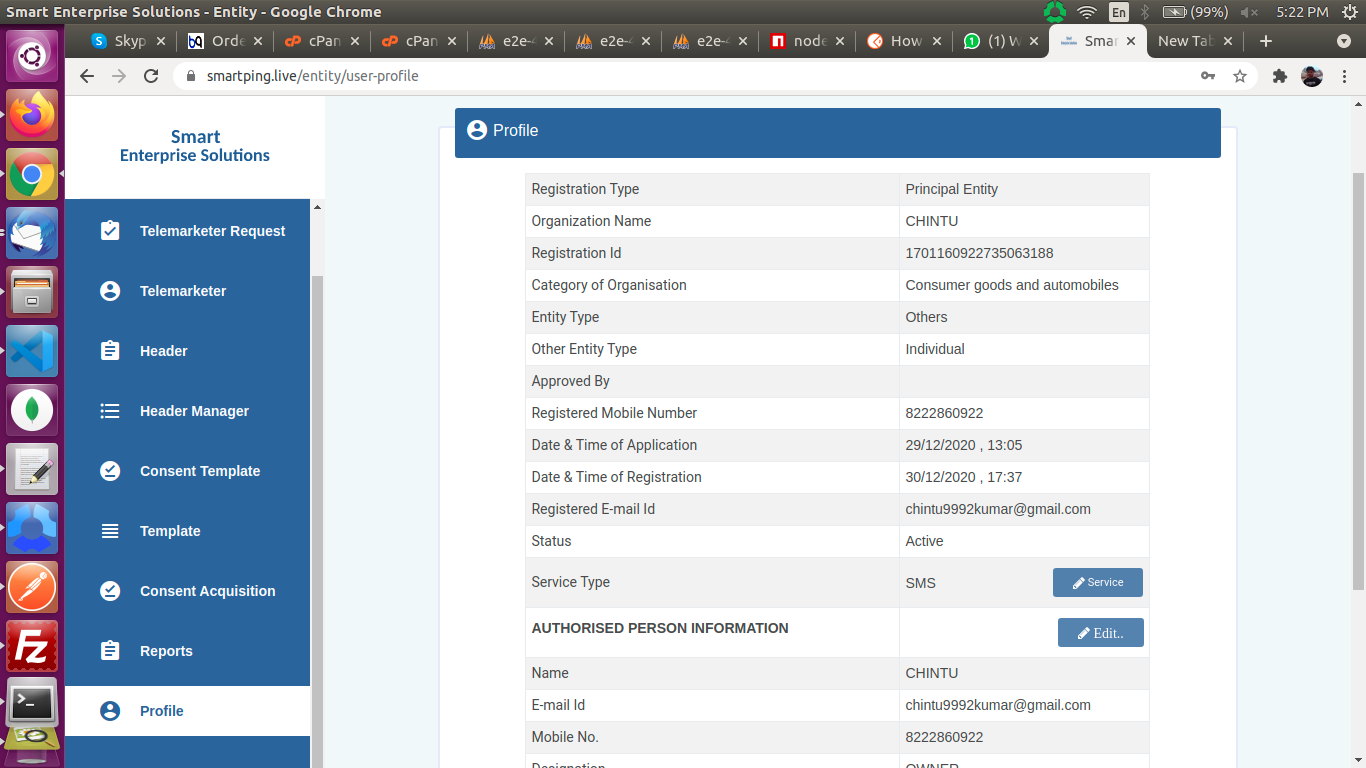 Smart Enterprise Solutions - Entity - Google Chrome
En
(99%)
5:22 PM
Skyp
Orde
cPan
cPan
e2e-
e2e-
e2e-
node
How
(1) W
Smar
New Tab
smartping.live/entity/user-profile
Smart
Enterprise Solutions
Telemarketer Request
Telemarketer
Header
Header Manager
Consent Template
Template
Consent Acquisition
Reports
Profile
Profile
Registration Type Principal Entity
Organization Name CHINTU
Registration Id 1701160922735063188
Category of Organisation Consumer goods and automobiles
Entity Type Others
Other Entity Type Individual
Approved By
Registered Mobile Number 8222860922
Date & Time of Application 29/12/2020 , 13:05
Date & Time of Registration 30/12/2020 , 17:37
Registered E-mail Id chintu9992kumar@gmail.com
Status Active
Service Type SMS Service
AUTHORISED PERSON INFORMATION Edit..
Name CHINTU
E-mail Id chintu9992kumar@gmail.com
Mobile No. 8222860922
Designation OWNER